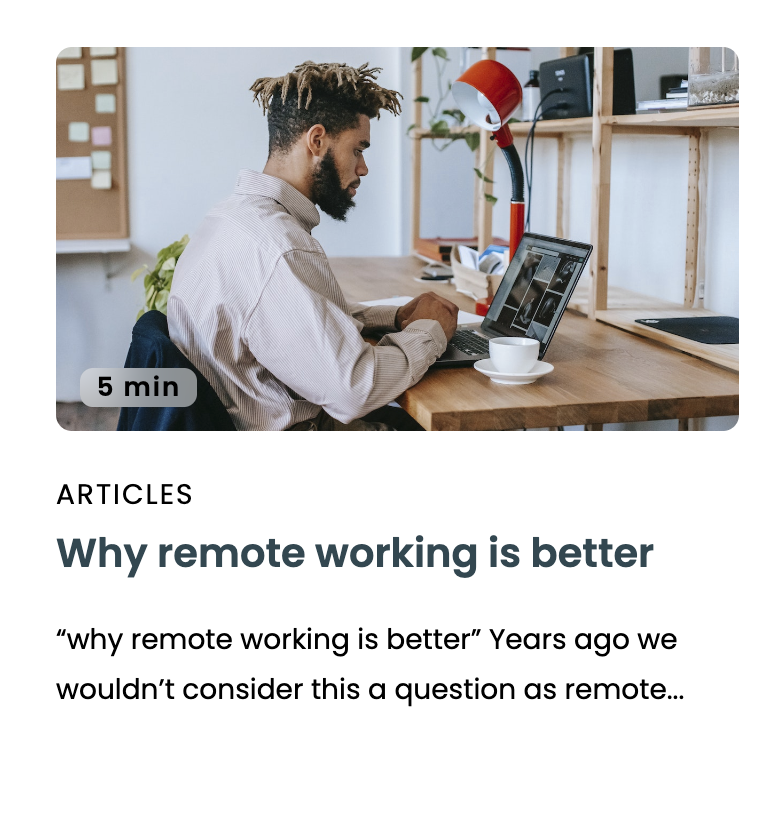 5 min
ARTICLES
Why remote working is better
“why remote working is better” Years ago we
wouldn’t consider this a question as remote...